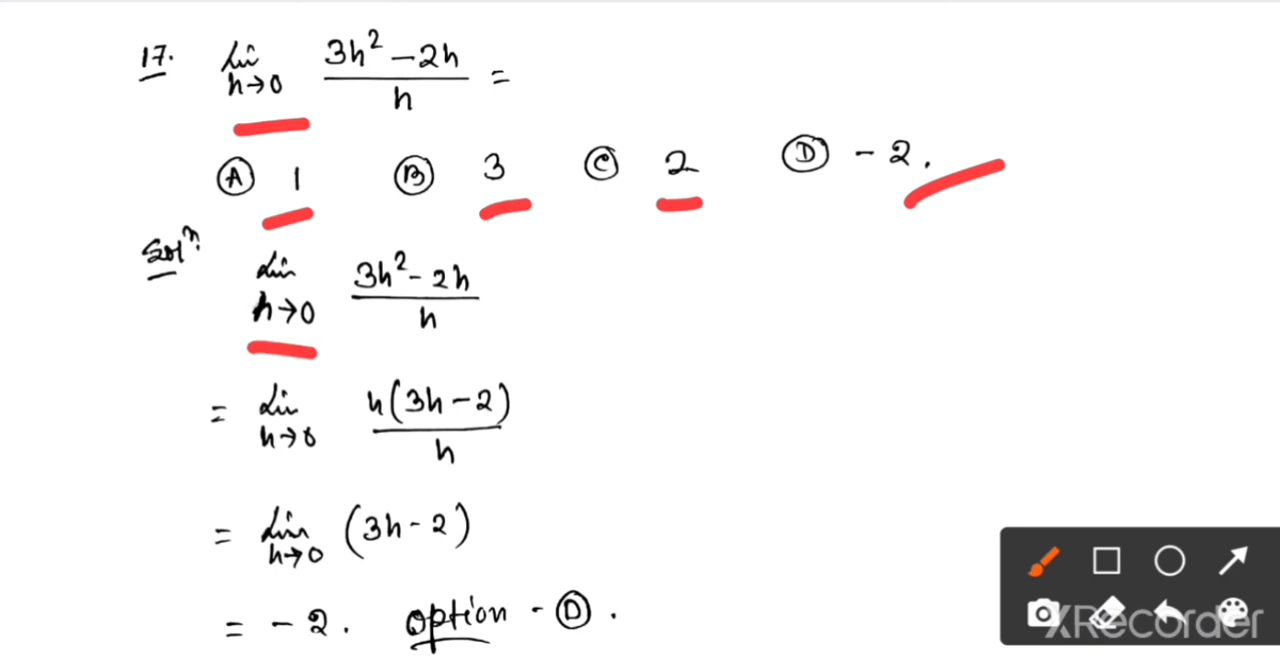 17. Lim h→0 3h² - 2h / h =
(A) 1 (B) 3 (C) 2 (D) - 2.
Solⁿ:
Lim h→0 3h² - 2h / h
= Lim h→0 h(3h - 2) / h
= Lim h→0 (3h - 2)
= - 2. option - (D).
XRecorder